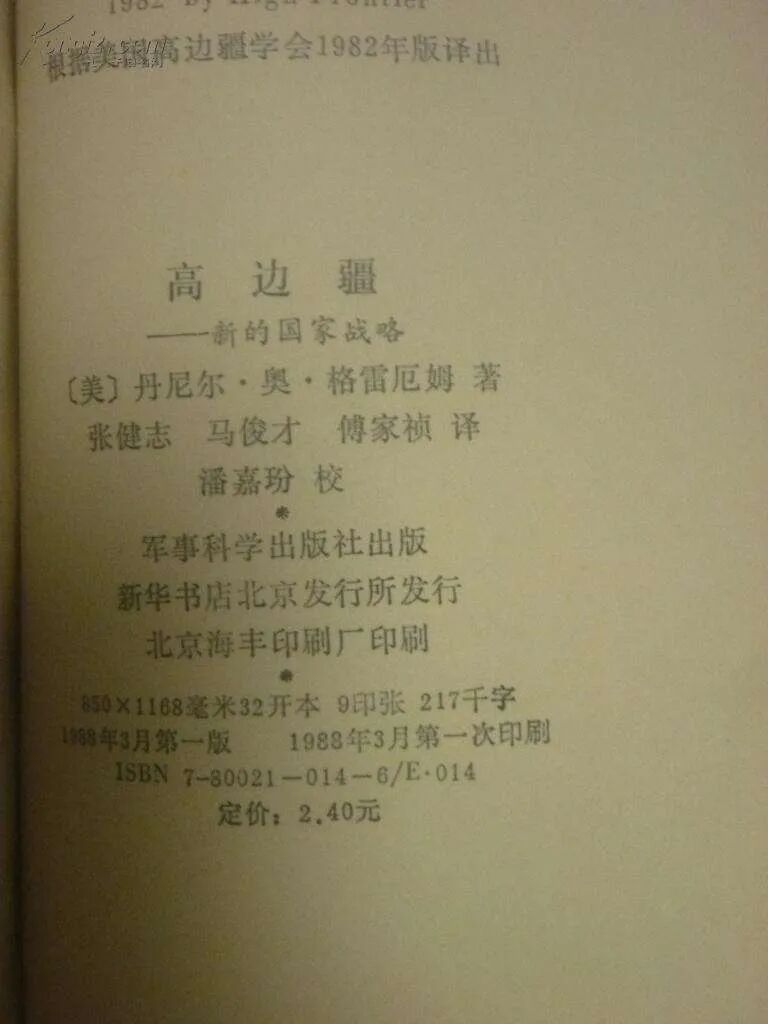 1982 by High Frontier
根据美国高边疆学会1982年版译出
高边疆
——新的国家战略
〔美〕丹尼尔·奥·格雷厄姆 著
张健志 马俊才 傅家祯 译
潘嘉玢 校
*
军事科学出版社出版
新华书店北京发行所发行
北京海丰印刷厂印刷
*
850×1168毫米32开本 9印张 217千字
1988年3月第一版 1988年3月第一次印刷
ISBN 7-80021-014-6/E·014
定价：2.40元